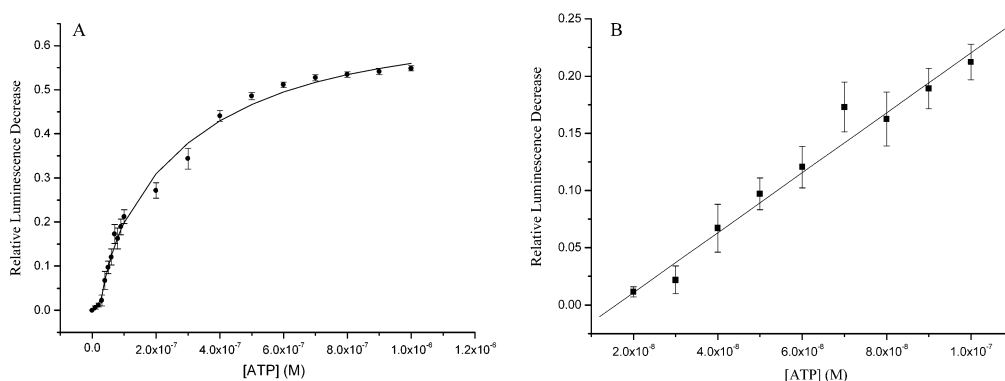 A
Relative Luminescence Decrease
0.6
0.5
0.4
0.3
0.2
0.1
0.0
0.0 2.0x10⁻⁷ 4.0x10⁻⁷ 6.0x10⁻⁷ 8.0x10⁻⁷ 1.0x10⁻⁶ 1.2x10⁻⁶
[ATP] (M)
B
Relative Luminescence Decrease
0.25
0.20
0.15
0.10
0.05
0.00
2.0x10⁻⁸ 4.0x10⁻⁸ 6.0x10⁻⁸ 8.0x10⁻⁸ 1.0x10⁻⁷
[ATP] (M)